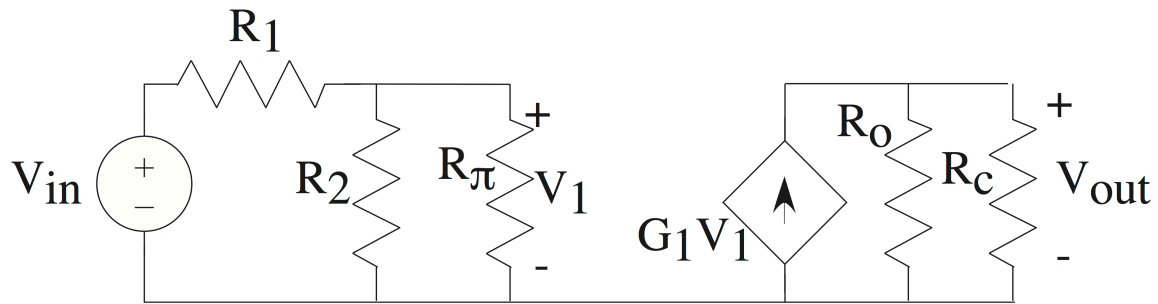 R1
Vin
+
−
R2
Rπ
+
V1
-
G1V1
Ro
Rc
+
Vout
-